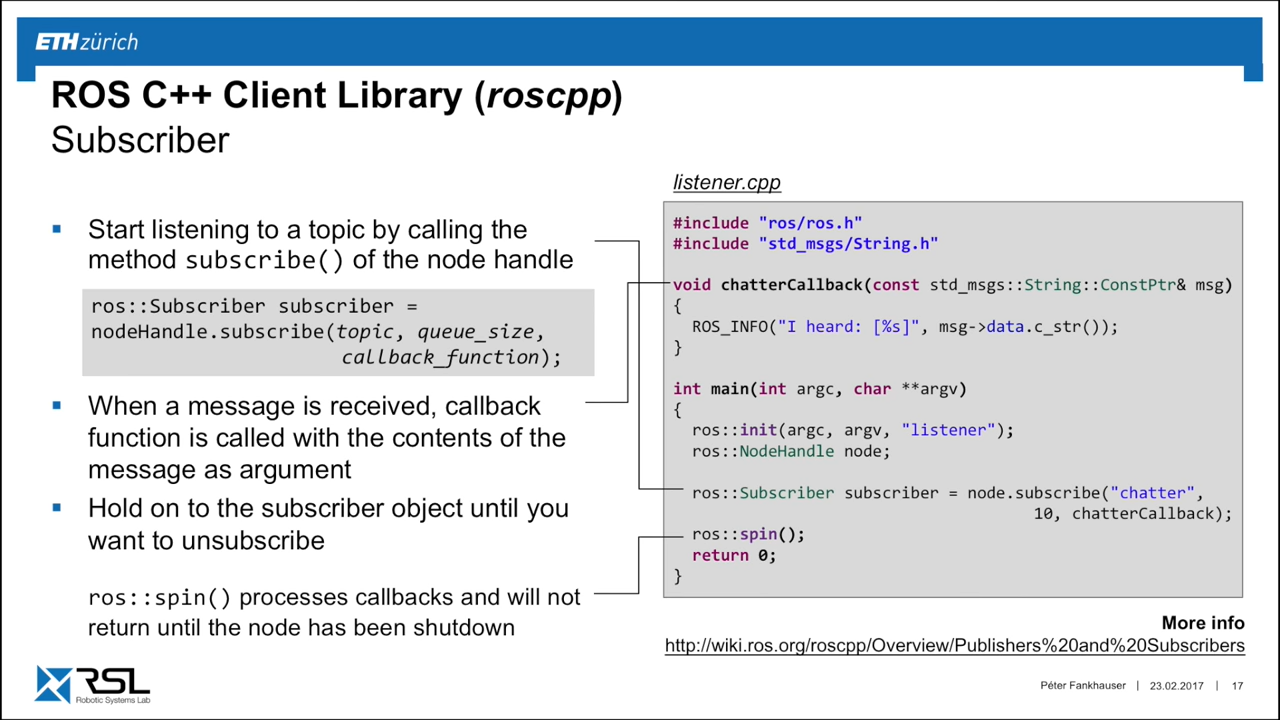 ETH zürich
ROS C++ Client Library (roscpp)
Subscriber
▪ Start listening to a topic by calling the
method subscribe() of the node handle
ros::Subscriber subscriber =
nodeHandle.subscribe(topic, queue_size,
callback_function);
▪ When a message is received, callback
function is called with the contents of the
message as argument
▪ Hold on to the subscriber object until you
want to unsubscribe
ros::spin() processes callbacks and will not
return until the node has been shutdown
listener.cpp
#include "ros/ros.h"
#include "std_msgs/String.h"
void chatterCallback(const std_msgs::String::ConstPtr& msg)
{
ROS_INFO("I heard: [%s]", msg->data.c_str());
}
int main(int argc, char **argv)
{
ros::init(argc, argv, "listener");
ros::NodeHandle node;
ros::Subscriber subscriber = node.subscribe("chatter",
10, chatterCallback);
ros::spin();
return 0;
}
More info
http://wiki.ros.org/roscpp/Overview/Publishers%20and%20Subscribers
RSL
Robotic Systems Lab
Péter Fankhauser | 23.02.2017 | 17